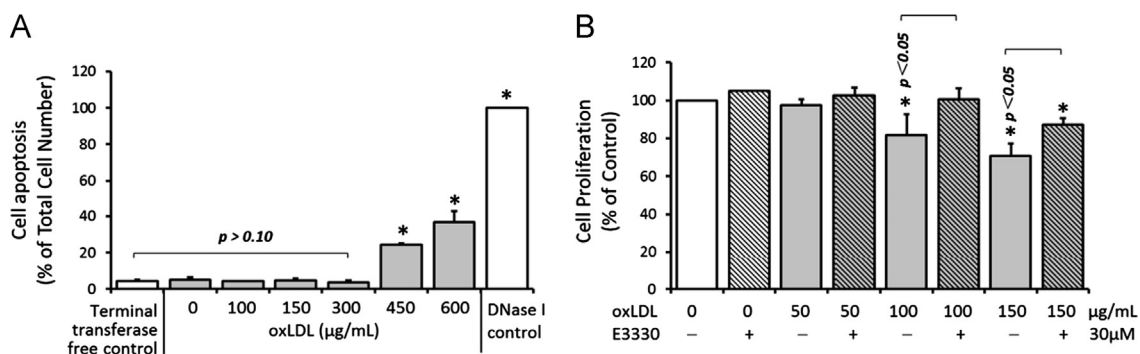 A
Cell apoptosis
(% of Total Cell Number)
120
100
80
60
40
20
0
p > 0.10
*
*
*
Terminal
transferase
free control
0 100 150 300 450 600
oxLDL (µg/mL)
DNase I
control
B
Cell Proliferation
(% of Control)
120
100
80
60
40
20
0
* p<0.05
* p<0.05
*
oxLDL 0 0 50 50 100 100 150 150 µg/mL
E3330 – + – + – + – + 30µM